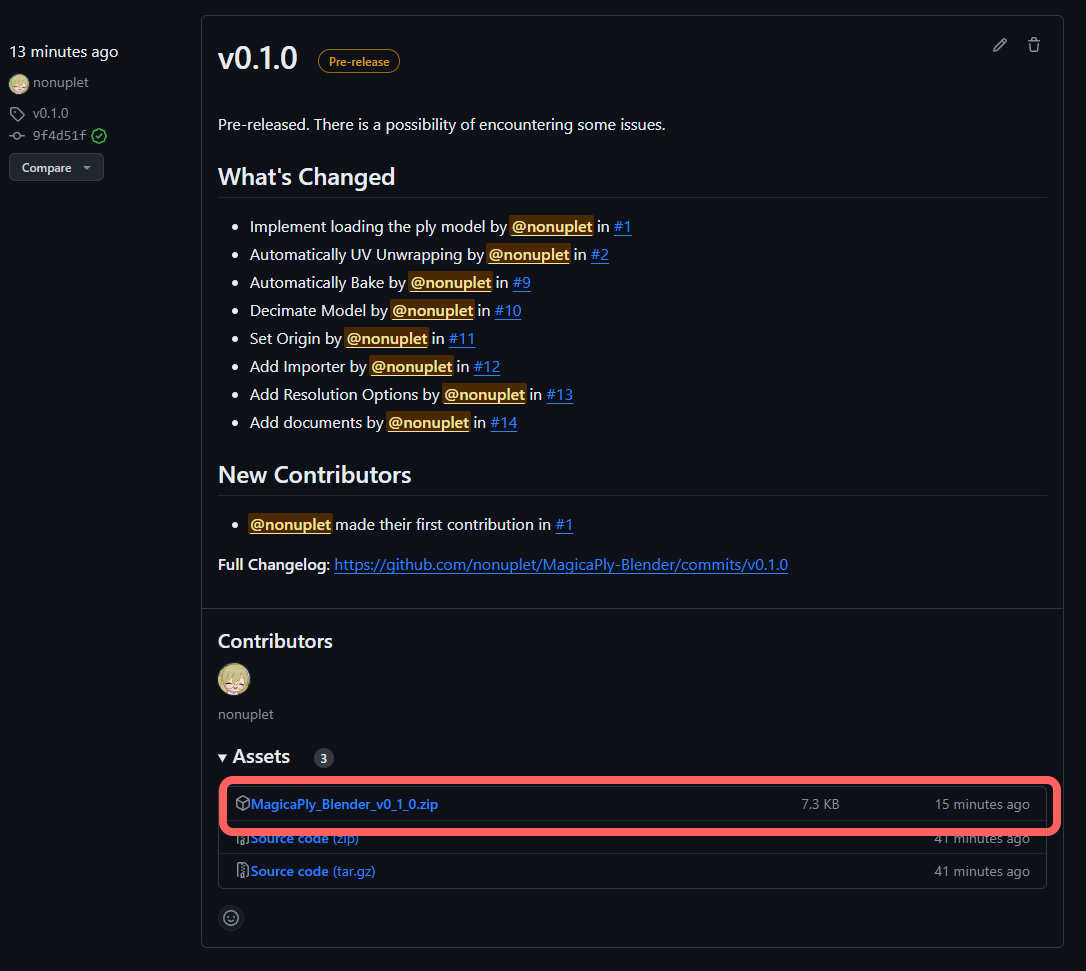 13 minutes ago
nonuplet
v0.1.0
9f4d51f
Compare
v0.1.0 Pre-release
Pre-released. There is a possibility of encountering some issues.
What's Changed
Implement loading the ply model by @nonuplet in #1
Automatically UV Unwrapping by @nonuplet in #2
Automatically Bake by @nonuplet in #9
Decimate Model by @nonuplet in #10
Set Origin by @nonuplet in #11
Add Importer by @nonuplet in #12
Add Resolution Options by @nonuplet in #13
Add documents by @nonuplet in #14
New Contributors
@nonuplet made their first contribution in #1
Full Changelog: https://github.com/nonuplet/MagicaPly-Blender/commits/v0.1.0
Contributors
nonuplet
Assets 3
MagicaPly_Blender_v0_1_0.zip 7.3 KB 15 minutes ago
Source code (zip) 41 minutes ago
Source code (tar.gz) 41 minutes ago